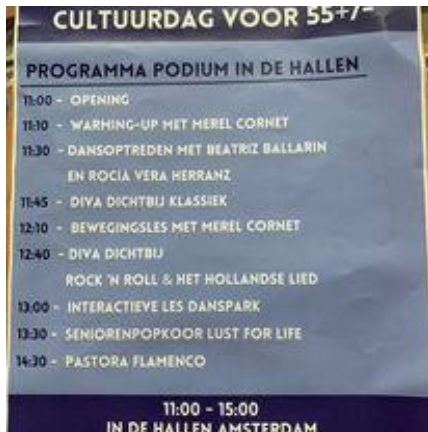 CULTUURDAG VOOR 55+/-
PROGRAMMA PODIUM IN DE HALLEN
11:00 - OPENING
11:10 - WARMING-UP MET MEREL CORNET
11:30 - DANSOPTREDEN MET BEATRIZ BALLARIN
EN ROCIA VERA HERRANZ
11:45 - DIVA DICHTBIJ KLASSIEK
12:10 - BEWEGINGSLES MET MEREL CORNET
12:40 - DIVA DICHTBIJ
ROCK 'N ROLL & HET HOLLANDSE LIED
13:00 - INTERACTIEVE LES DANSPARK
13:30 - SENIORENPOPKOOR LUST FOR LIFE
14:30 - PASTORA FLAMENCO
11:00 - 15:00
IN DE HALLEN AMSTERDAM